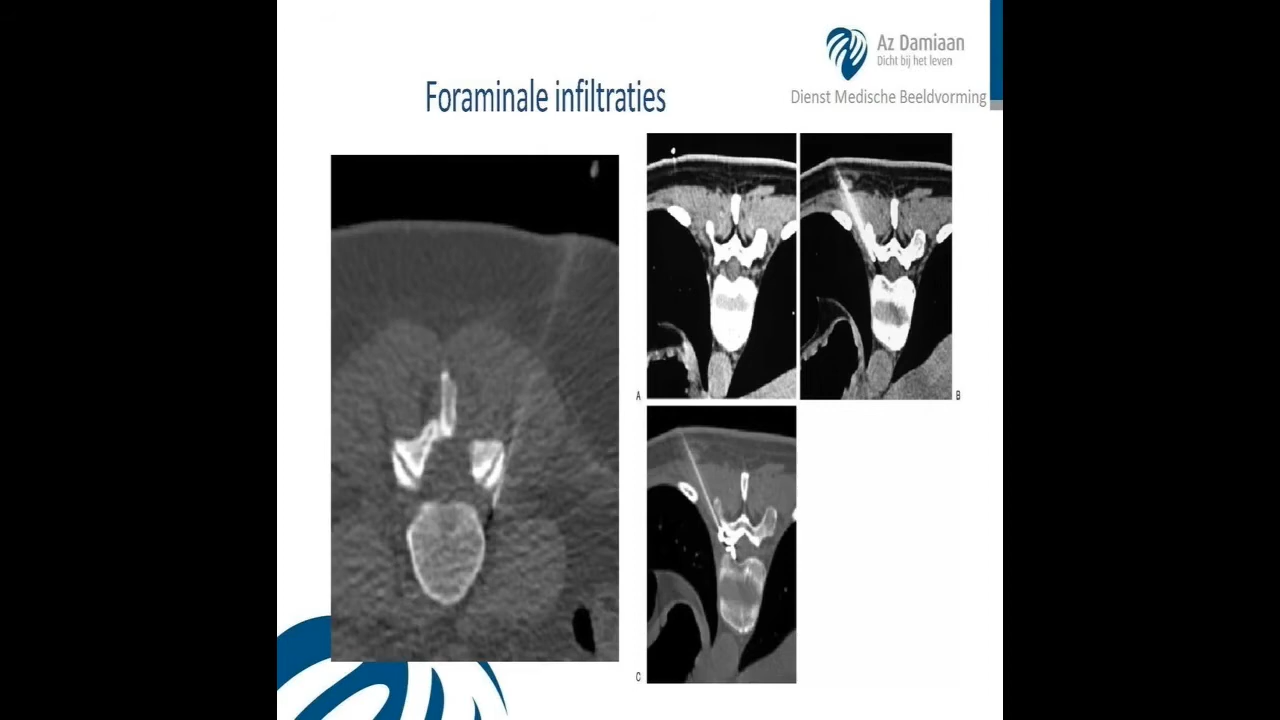 Az Damiaan
Dicht bij het leven
Dienst Medische Beeldvorming
Foraminale infiltraties
A
B
C